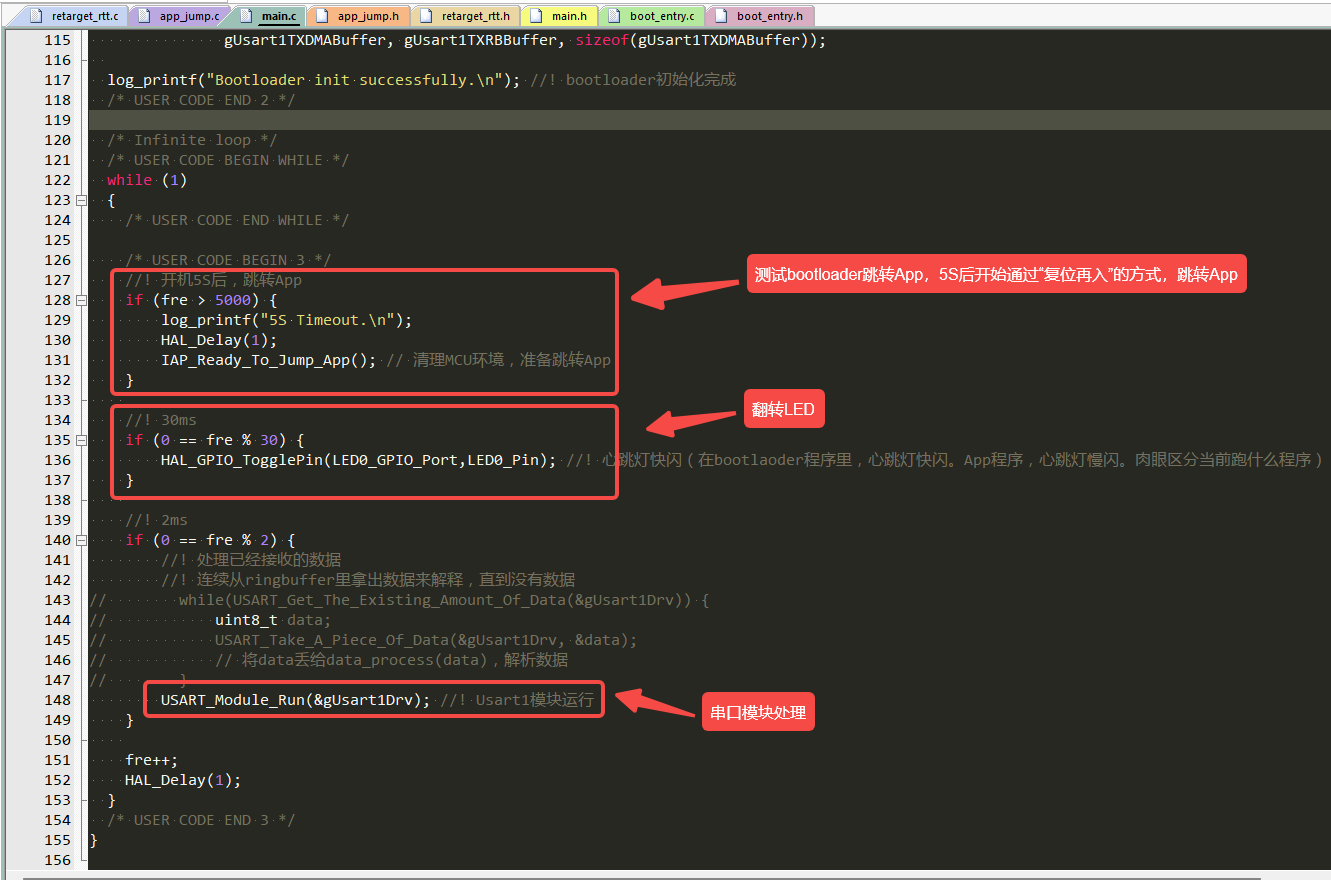 retarget_rtt.c app_jump.c main.c app_jump.h retarget_rtt.h main.h boot_entry.c boot_entry.h
115 gUsart1TXDMABuffer, gUsart1TXRBBuffer, sizeof(gUsart1TXDMABuffer));
116
117 log_printf("Bootloader init successfully.\n"); //! bootloader初始化完成
118 /* USER CODE END 2 */
119
120 /* Infinite loop */
121 /* USER CODE BEGIN WHILE */
122 while (1)
123 {
124 /* USER CODE END WHILE */
125
126 /* USER CODE BEGIN 3 */
127 //! 开机5S后，跳转App
测试bootloader跳转App，5S后开始通过“复位再入”的方式，跳转App
128 if (fre > 5000) {
129 log_printf("5S Timeout.\n");
130 HAL_Delay(1);
131 IAP_Ready_To_Jump_App(); // 清理MCU环境，准备跳转App
132 }
133
134 //! 30ms
翻转LED
135 if (0 == fre % 30) {
136 HAL_GPIO_TogglePin(LED0_GPIO_Port,LED0_Pin); //! 心跳灯快闪（在bootlaoder程序里，心跳灯快闪。App程序，心跳灯慢闪。肉眼区分当前跑什么程序）
137 }
138
139 //! 2ms
140 if (0 == fre % 2) {
141 //! 处理已经接收的数据
142 //! 连续从ringbuffer里拿出数据来解释，直到没有数据
143 // while(USART_Get_The_Existing_Amount_Of_Data(&gUsart1Drv)) {
144 // uint8_t data;
145 // USART_Take_A_Piece_Of_Data(&gUsart1Drv, &data);
146 // // 将data丢给data_process(data)，解析数据
147 // }
148 USART_Module_Run(&gUsart1Drv); //! Usart1模块运行
串口模块处理
149 }
150
151 fre++;
152 HAL_Delay(1);
153 }
154 /* USER CODE END 3 */
155 }
156